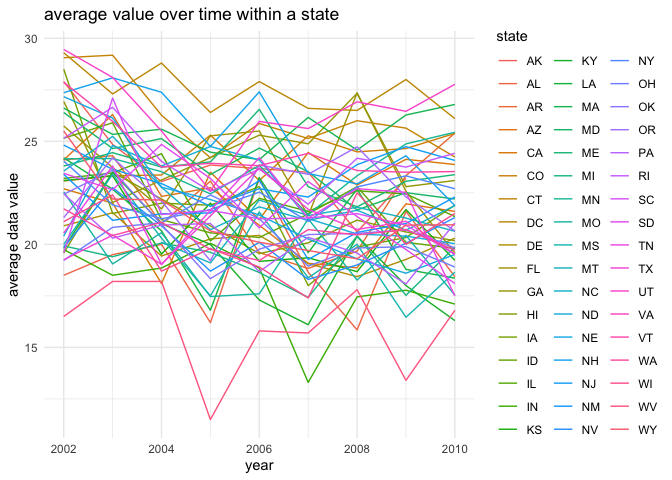 average value over time within a state
30
25
20
15
average data value
2002
2004
2006
2008
2010
year
state
AK KY NY
AL LA OH
AR MA OK
AZ MD OR
CA ME PA
CO MI RI
CT MN SC
DC MO SD
DE MS TN
FL MT TX
GA NC UT
HI ND VA
IA NE VT
ID NH WA
IL NJ WI
IN NM WV
KS NV WY